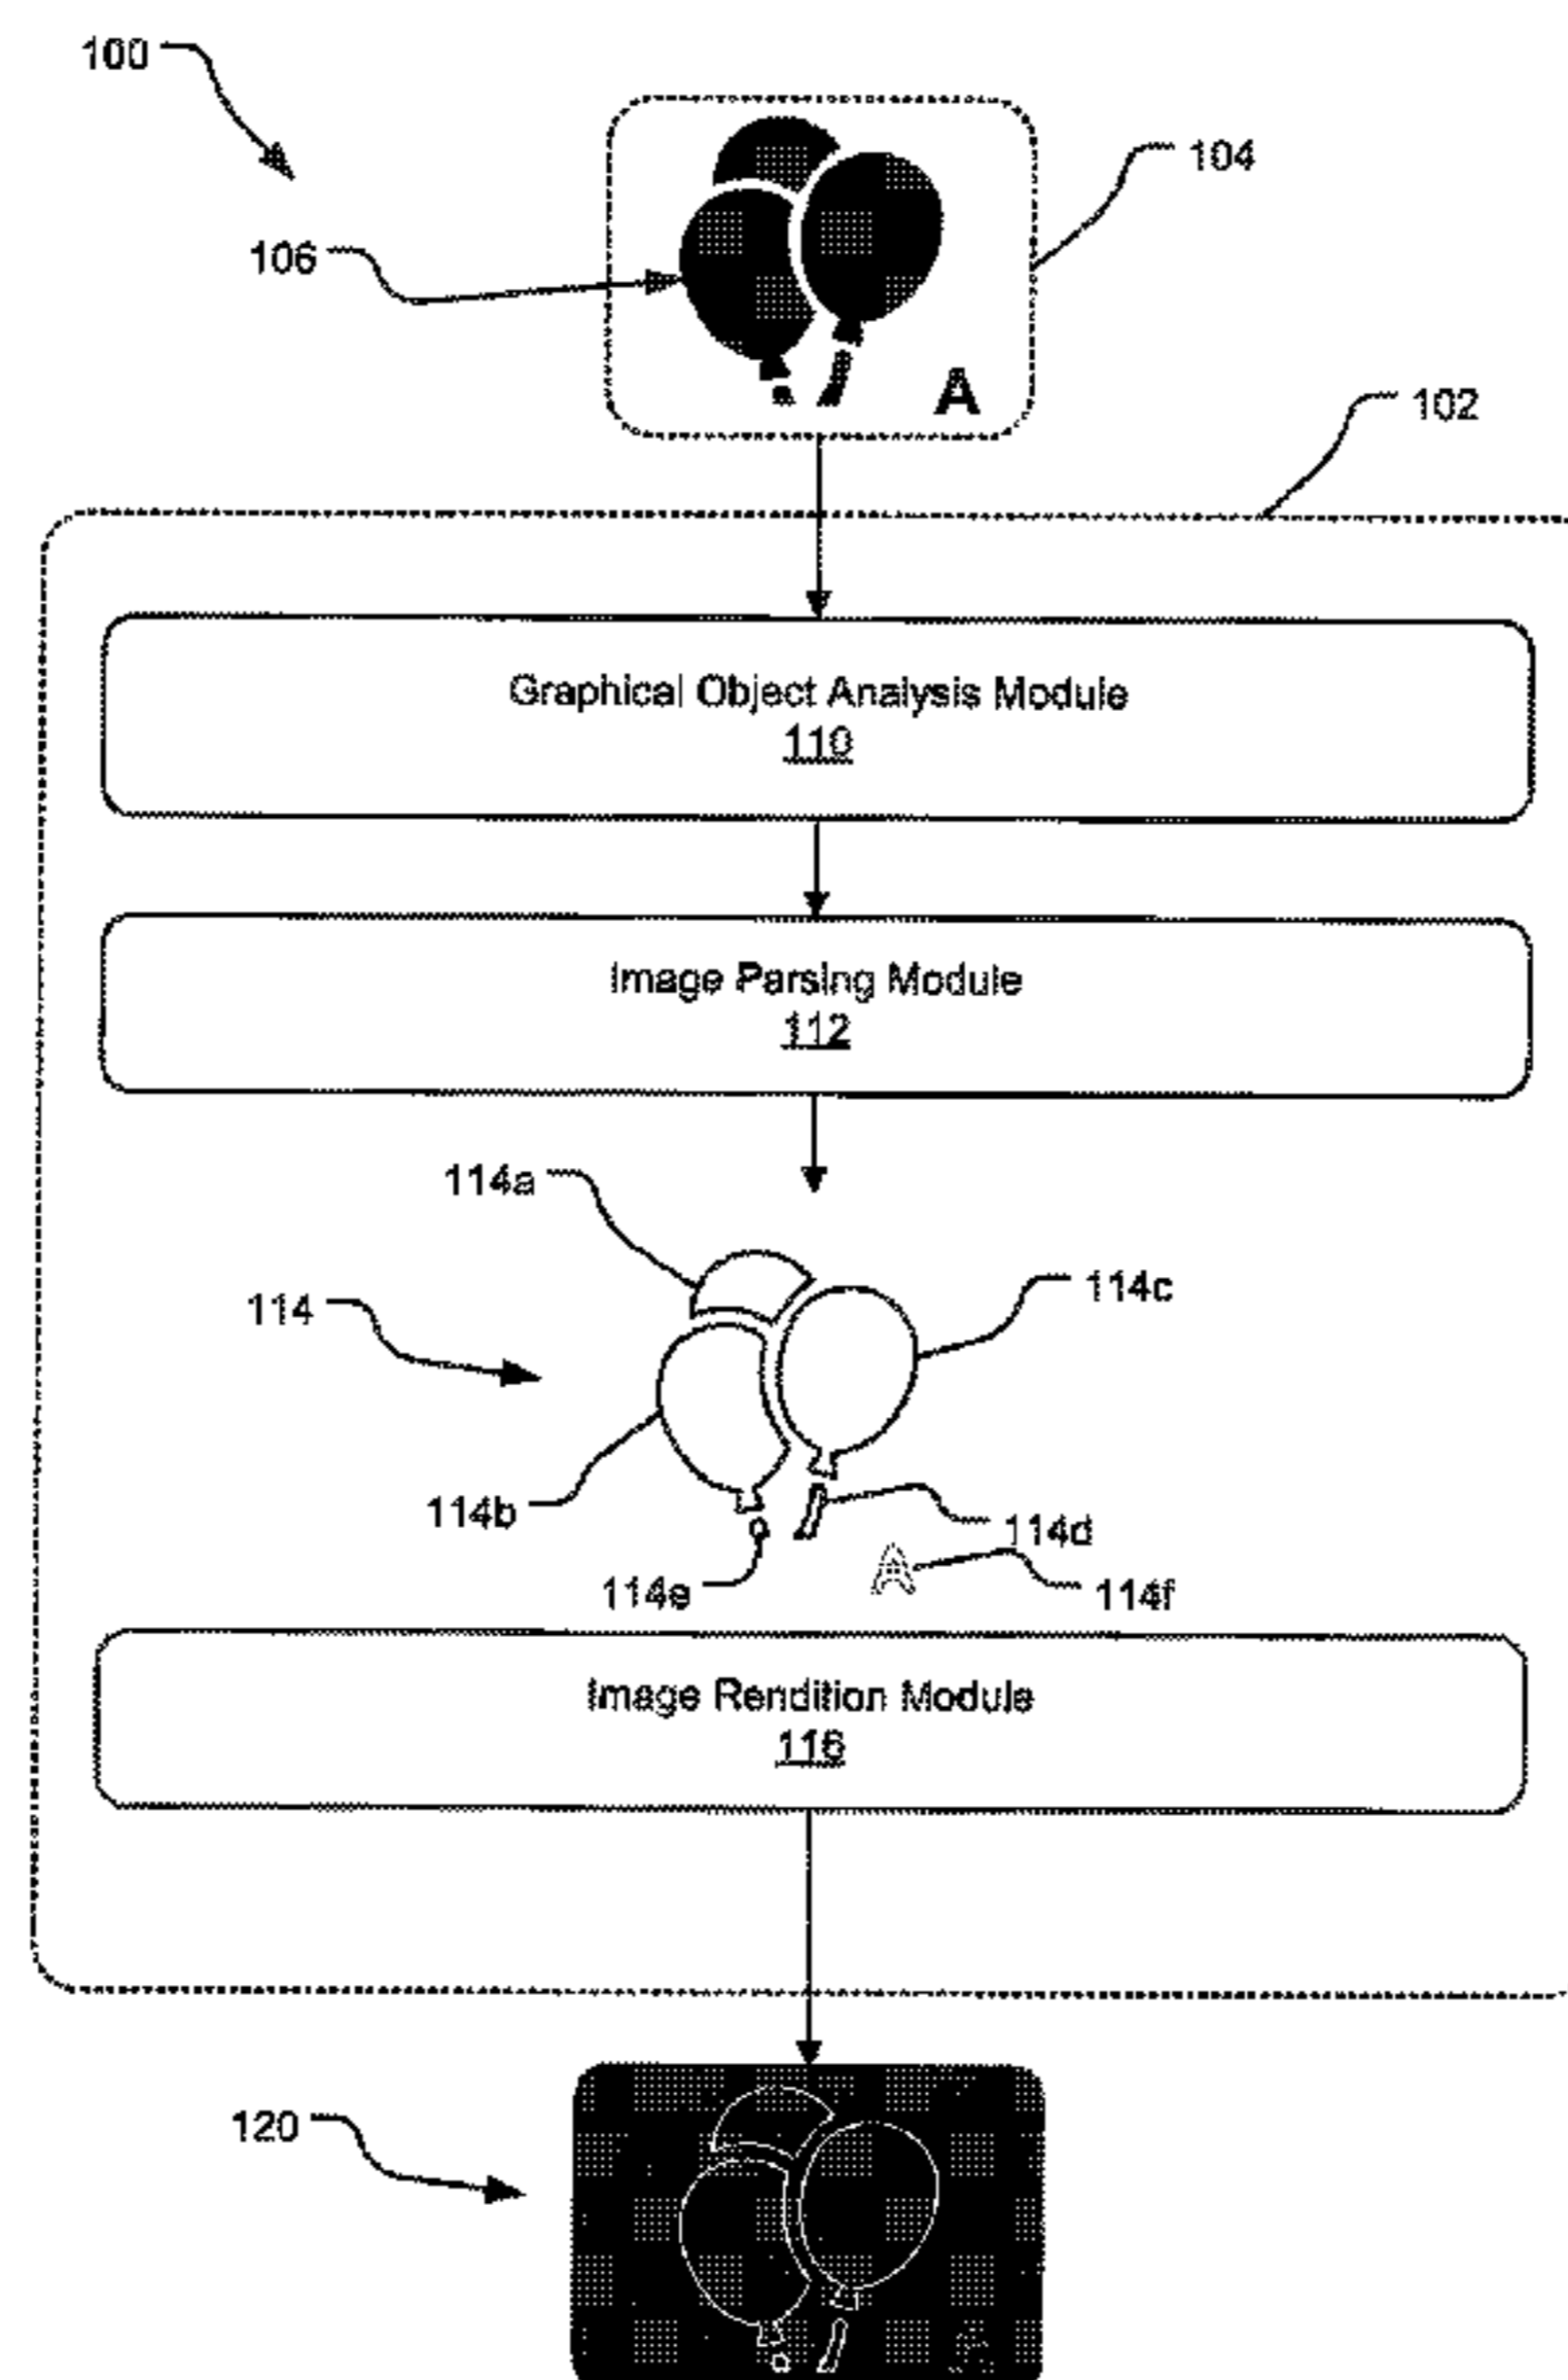 100
104
106
A
102
Graphical Object Analysis Module
110
Image Parsing Module
112
114a
114
114c
114b
114d
114e
A
114f
Image Rendition Module
116
120